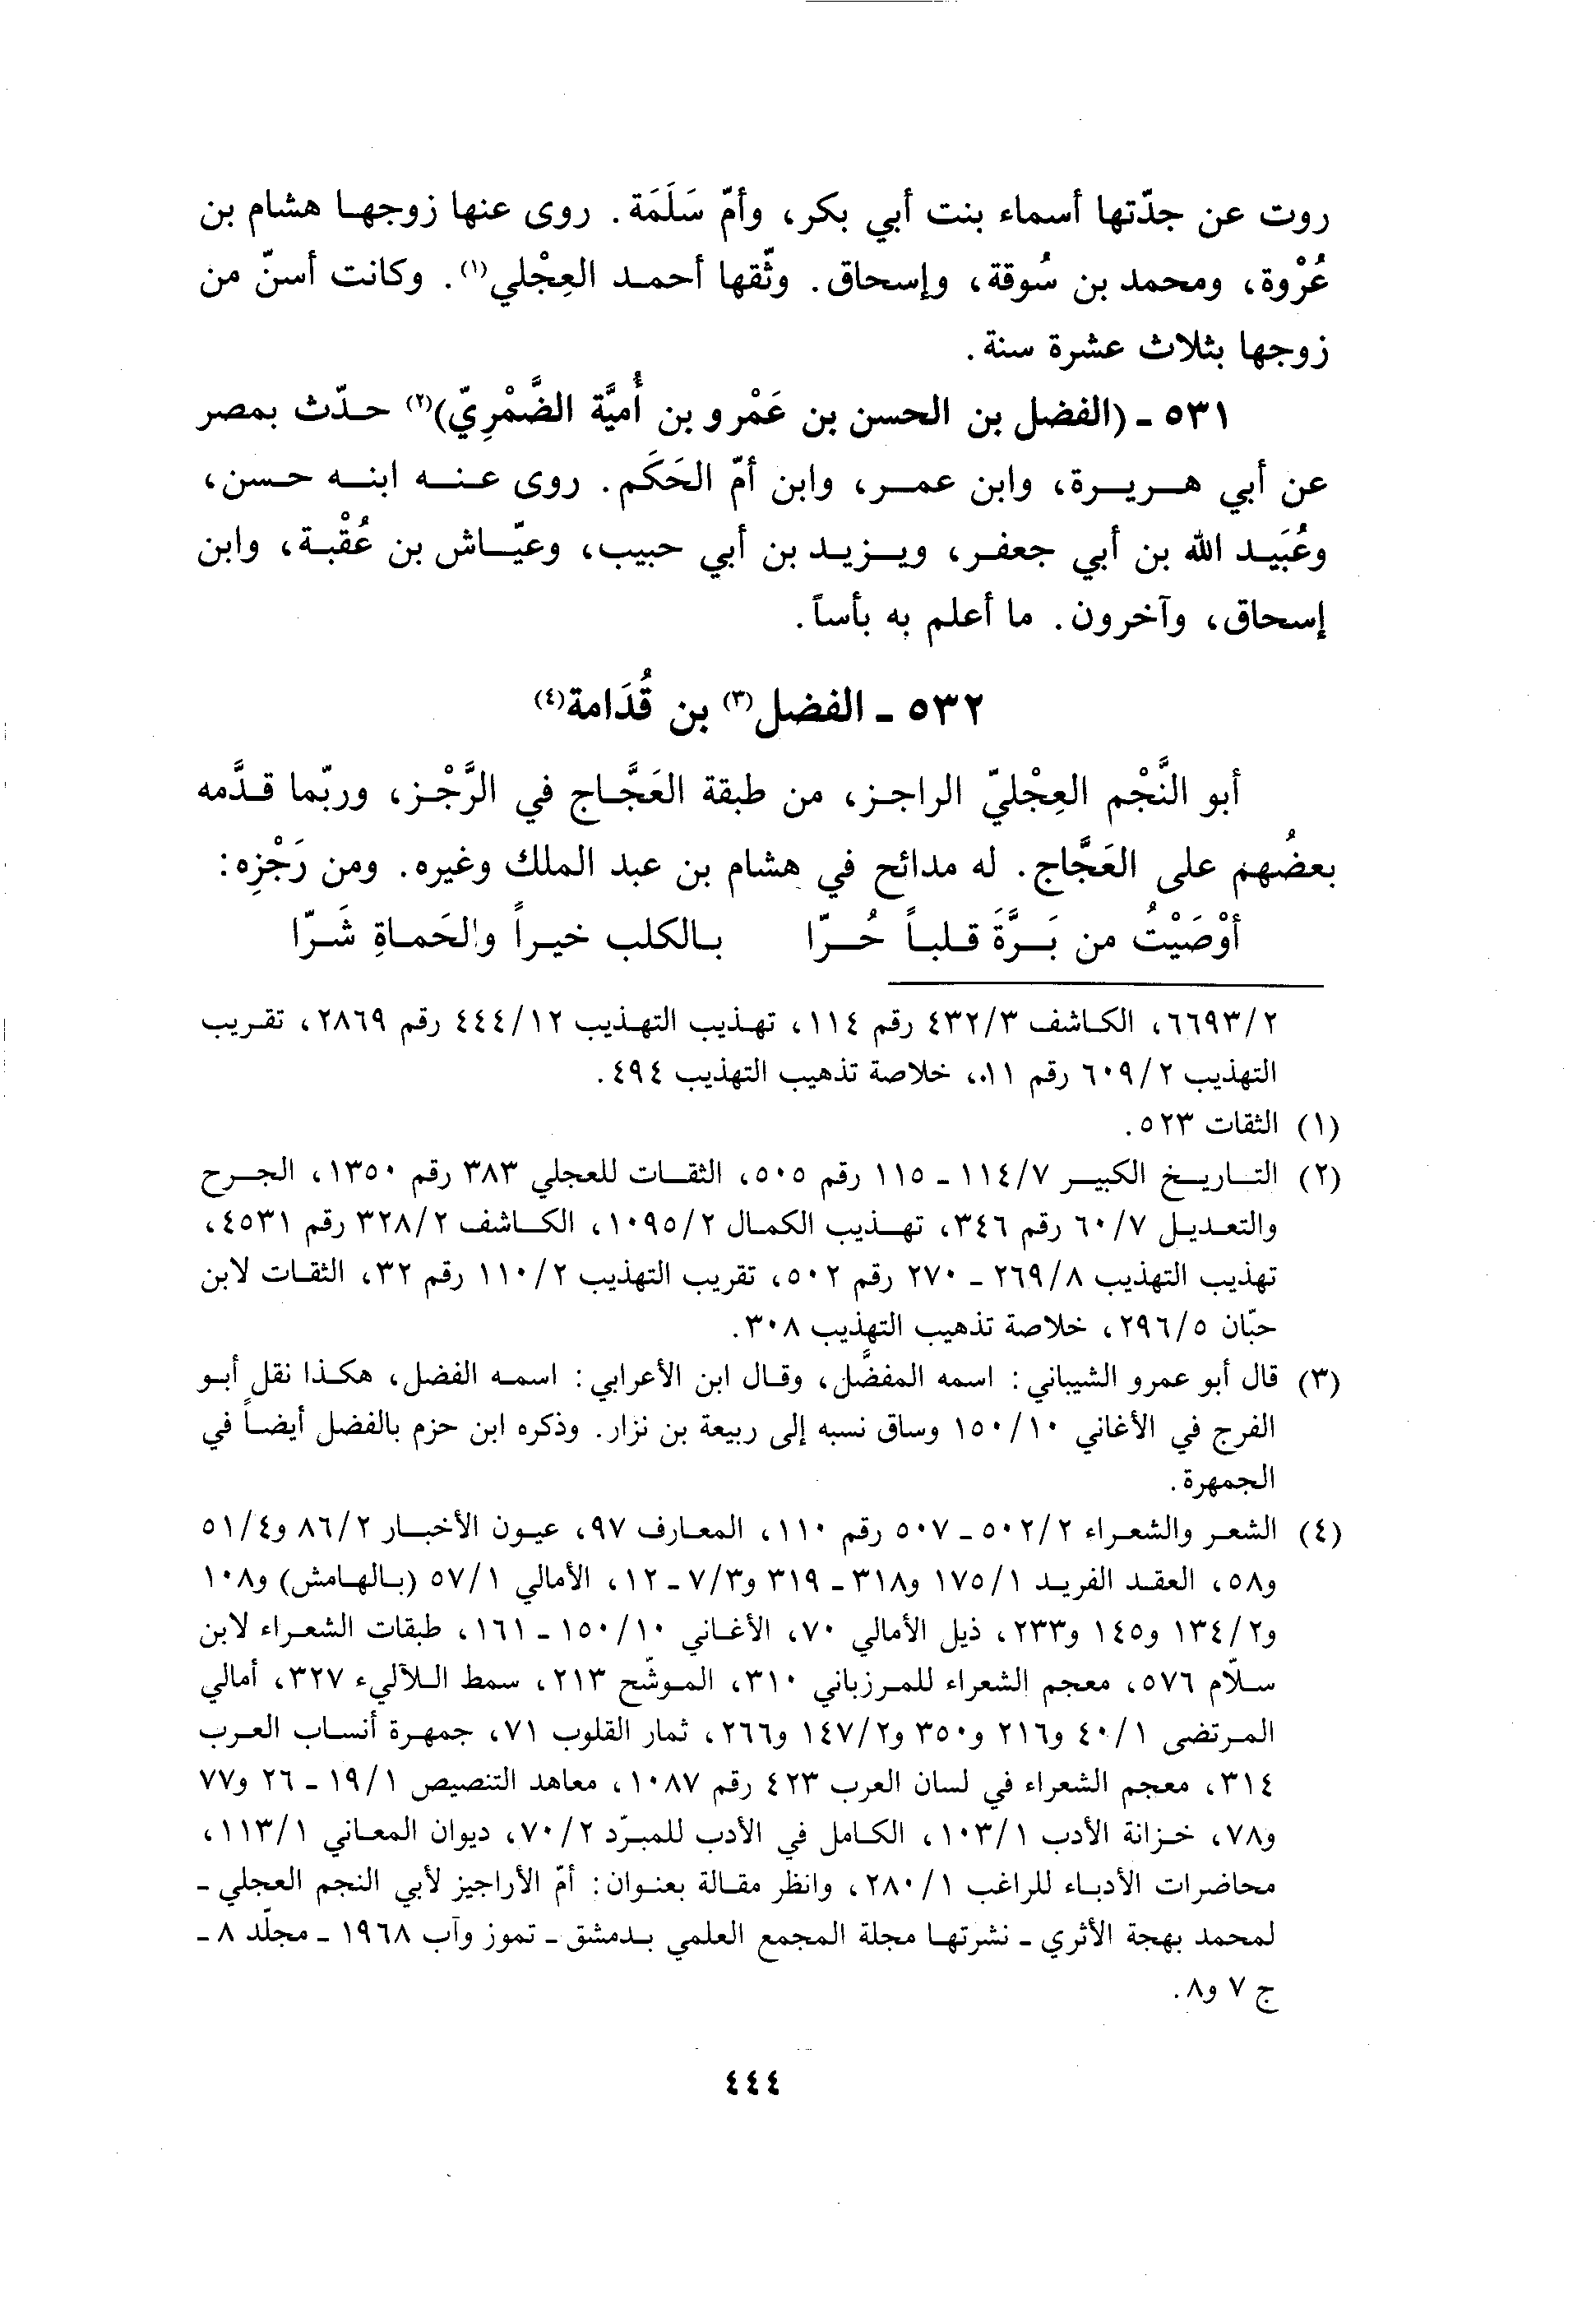 روت عن جدّتها أسماء بنت أبي بكر، وأمّ سَلَمَة. روى عنها زوجها هشام بن
عُرْوة، ومحمد بن سُوقة، وإسحاق. وثّقها أحمد العِجْلي(١). وكانت أسنّ من
زوجها بثلاث عشرة سنة.
٥٣١ - (الفضل بن الحسن بن عَمْرو بن أُميَّة الضَّمْرِيّ)(٢) حدّث بمصر
عن أبي هريرة، وابن عمر، وابن أمّ الحَكَم. روى عنه ابنه حسن،
وعُبَيد الله بن أبي جعفر، ويزيد بن أبي حبيب، وعيّاش بن عُقْبة، وابن
إسحاق، وآخرون. ما أعلم به بأساً.
٥٣٢ - الفضل(٣) بن قُدَامة(٤)
أبو النَّجْم العِجْليّ الراجز، من طبقة العَجَّاج في الرَّجْز، وربّما قدَّمه
بعضُهم على العَجَّاج. له مدائح في هشام بن عبد الملك وغيره. ومن رَجْزِه:
أوْصَيْتُ من بَرَّةَ قلباً حُرّا بالكلب خيراً والحَماةِ شَرّا
٦٦٩٣/٢، الكاشف ٤٣٢/٣ رقم ١١٤، تهذيب التهذيب ٤٤٤/١٢ رقم ٢٨٦٩، تقريب
التهذيب ٦٠٩/٢ رقم ١١، خلاصة تذهيب التهذيب ٤٩٤.
(١) الثقات ٥٢٣.
(٢) التاريخ الكبير ١١٤/٧ - ١١٥ رقم ٥٠٥، الثقات للعجلي ٣٨٣ رقم ١٣٥٠، الجرح
والتعديل ٦٠/٧ رقم ٣٤٦، تهذيب الكمال ١٠٩٥/٢، الكاشف ٣٢٨/٢ رقم ٤٥٣١،
تهذيب التهذيب ٢٦٩/٨ - ٢٧٠ رقم ٥٠٢، تقريب التهذيب ١١٠/٢ رقم ٣٢، الثقات لابن
حبّان ٢٩٦/٥، خلاصة تذهيب التهذيب ٣٠٨.
(٣) قال أبو عمرو الشيباني: اسمه المفضَّل، وقال ابن الأعرابي: اسمه الفضل، هكذا نقل أبو
الفرج في الأغاني ١٥٠/١٠ وساق نسبه إلى ربيعة بن نزار. وذكره ابن حزم بالفضل أيضاً في
الجمهرة.
(٤) الشعر والشعراء ٥٠٢/٢ - ٥٠٧ رقم ١١٠، المعارف ٩٧، عيون الأخبار ٨٦/٢ و٥١/٤
و٥٨، العقد الفريد ١٧٥/١ و٣١٨ - ٣١٩ و٧/٣ - ١٢، الأمالي ٥٧/١ (بالهامش) و١٠٨
و١٣٤/٢ و١٤٥ و٢٣٣، ذيل الأمالي ٧٠، الأغاني ١٥٠/١٠ - ١٦١، طبقات الشعراء لابن
سلّام ٥٧٦، معجم الشعراء للمرزباني ٣١٠، الموشّح ٢١٣، سمط اللآليء ٣٢٧، أمالي
المرتضى ٤٠/١ و٢١٦ و٣٥٠ و١٤٧/٢ و٢٦٦، ثمار القلوب ٧١، جمهرة أنساب العرب
٣١٤، معجم الشعراء في لسان العرب ٤٢٣ رقم ١٠٨٧، معاهد التنصيص ١٩/١ - ٢٦ و٧٧
و٧٨، خزانة الأدب ١٠٣/١، الكامل في الأدب للمبرّد ٧٠/٢، ديوان المعاني ١١٣/١،
محاضرات الأدباء للراغب ٢٨٠/١، وانظر مقالة بعنوان: أمّ الأراجيز لأبي النجم العجلي -
لمحمد بهجة الأثري - نشرتها مجلة المجمع العلمي بدمشق - تموز وآب ١٩٦٨ - مجلّد ٨ -
ج ٧ و٨.
٤٤٤